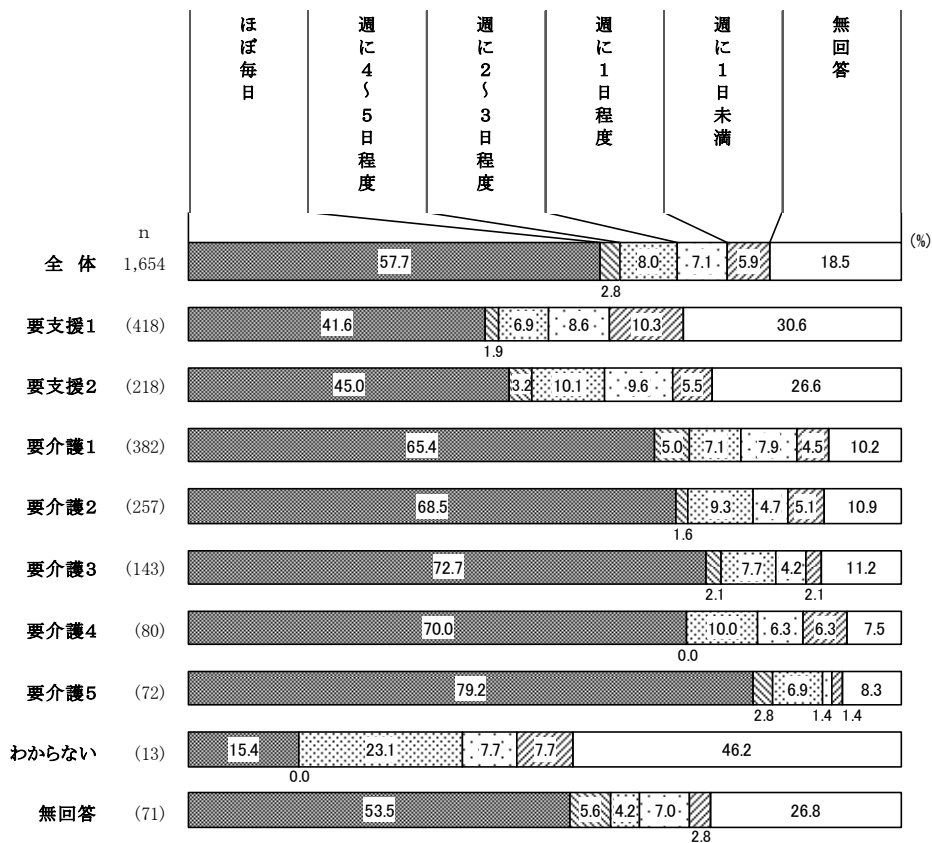 ほぼ毎日
週に4～5日程度
週に2～3日程度
週に1日程度
週に1日未満
無回答
(%)
n
全 体 1,654 57.7 2.8 8.0 7.1 5.9 18.5
要支援1 (418) 41.6 1.9 6.9 8.6 10.3 30.6
要支援2 (218) 45.0 3.2 10.1 9.6 5.5 26.6
要介護1 (382) 65.4 5.0 7.1 7.9 4.5 10.2
要介護2 (257) 68.5 1.6 9.3 4.7 5.1 10.9
要介護3 (143) 72.7 2.1 7.7 4.2 2.1 11.2
要介護4 (80) 70.0 0.0 10.0 6.3 6.3 7.5
要介護5 (72) 79.2 2.8 6.9 1.4 1.4 8.3
わからない (13) 15.4 0.0 23.1 7.7 7.7 46.2
無回答 (71) 53.5 5.6 4.2 7.0 2.8 26.8